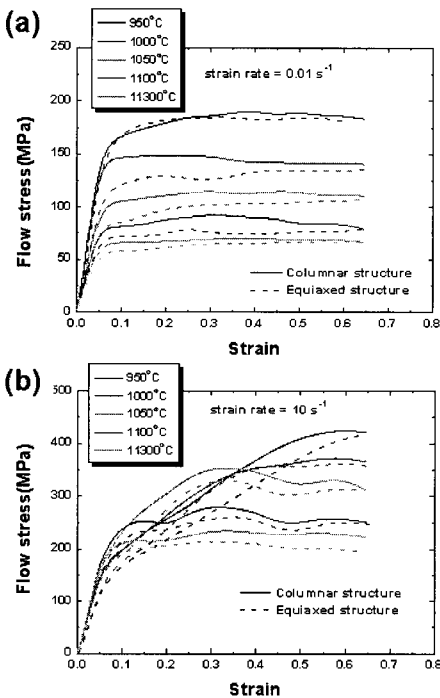 (a)
950°C
1000°C
1050°C
1100°C
11300°C
strain rate = 0.01 s⁻¹
250
200
150
100
50
0
Flow stress(MPa)
Columnar structure
Equiaxed structure
0.0 0.1 0.2 0.3 0.4 0.5 0.6 0.7 0.8
Strain
(b)
950°C
1000°C
1050°C
1100°C
11300°C
strain rate = 10 s⁻¹
500
400
300
200
100
0
Flow stress(MPa)
Columnar structure
Equiaxed structure
0.0 0.1 0.2 0.3 0.4 0.5 0.6 0.7 0.8
Strain